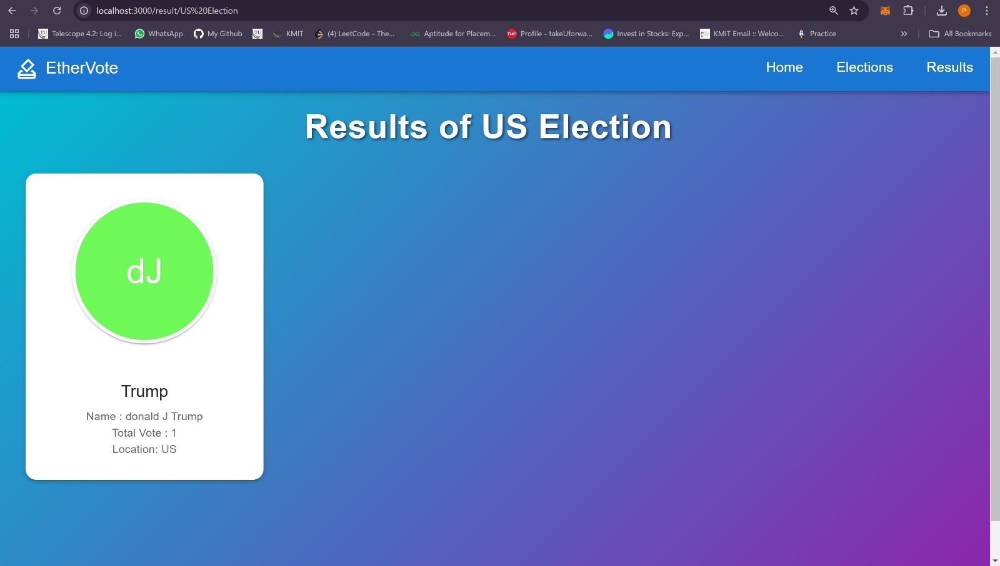 localhost:3000/result/US%20Election
P
Telescope 4.2: Log i...
WhatsApp
My Github
KMIT
(4) LeetCode - The...
Aptitude for Placem...
TUF
Profile - takeUforwa...
Invest in Stocks: Exp...
KMIT Email :: Welco...
Practice
All Bookmarks
EtherVote
Home
Elections
Results
Results of US Election
dJ
Trump
Name : donald J Trump
Total Vote : 1
Location: US